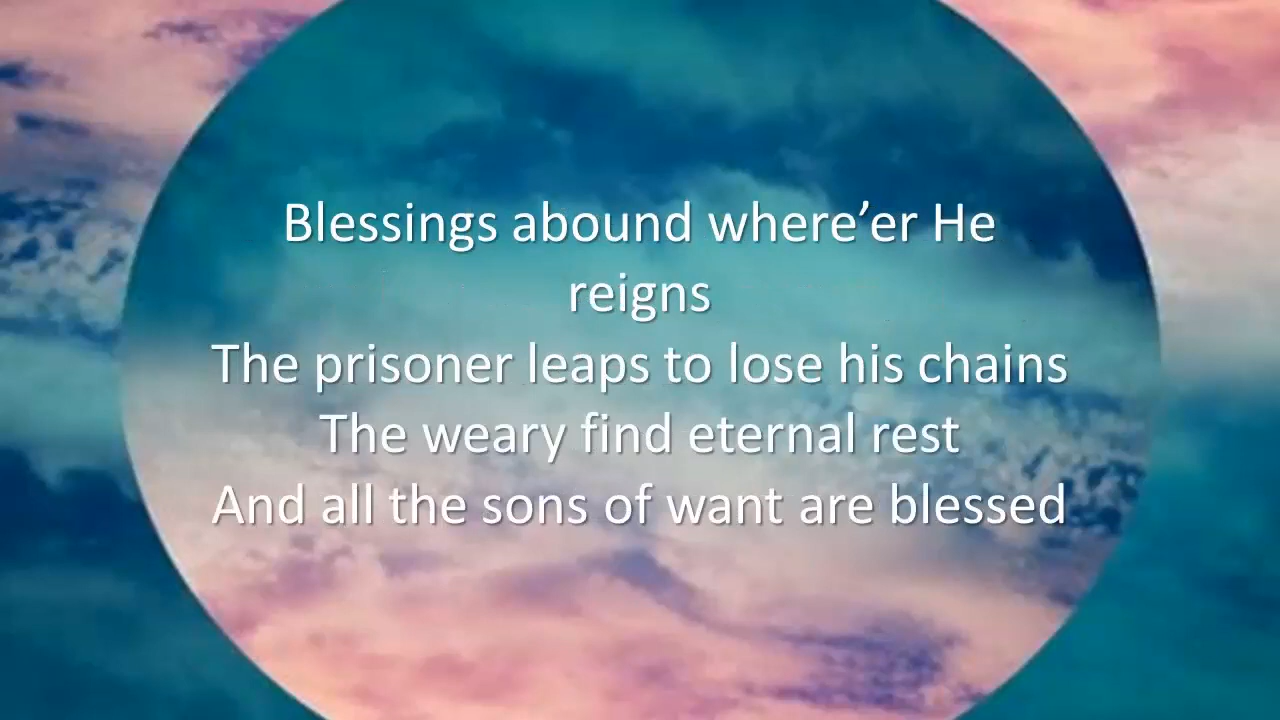 Blessings abound where’er He
reigns
The prisoner leaps to lose his chains
The weary find eternal rest
And all the sons of want are blessed